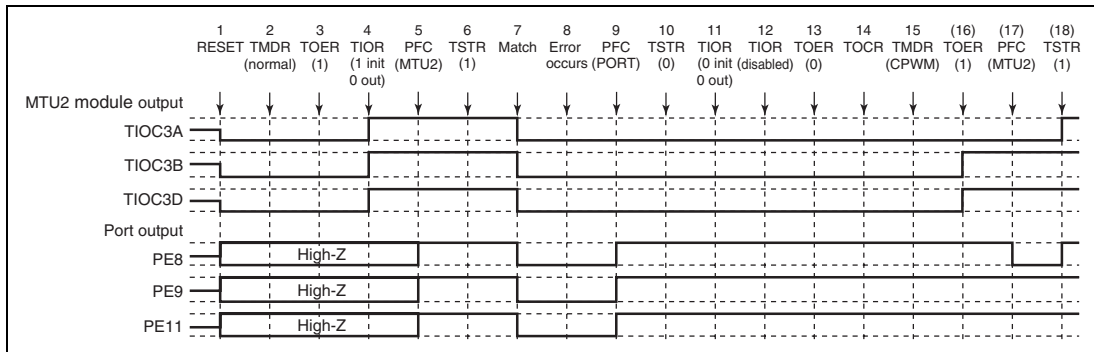 1 2 3 4 5 6 7 8 9 10 11 12 13 14 15 (16) (17) (18)
RESET TMDR TOER TIOR PFC TSTR Match Error PFC TSTR TIOR TIOR TOER TOCR TMDR TOER PFC TSTR
(normal) (1) (1 init (MTU2) (1) occurs (PORT) (0) (0 init (disabled) (0) (CPWM) (1) (MTU2) (1)
0 out) 0 out)
MTU2 module output
TIOC3A
TIOC3B
TIOC3D
Port output
PE8 High-Z
PE9 High-Z
PE11 High-Z